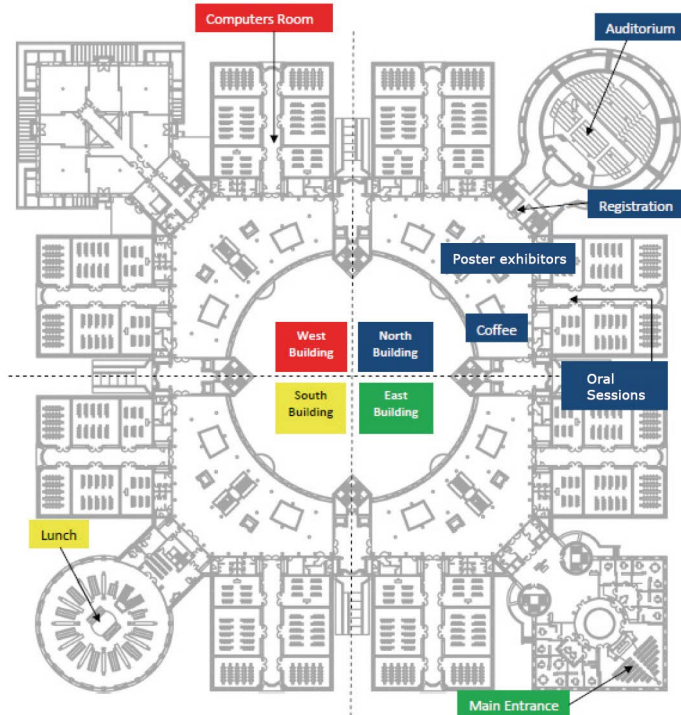 Computers Room
Auditorium
Registration
Poster exhibitors
Coffee
West
Building
North
Building
Oral
Sessions
South
Building
East
Building
Lunch
Main Entrance